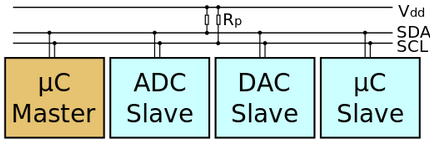 Vdd
Rp
SDA
SCL
µC
Master
ADC
Slave
DAC
Slave
µC
Slave